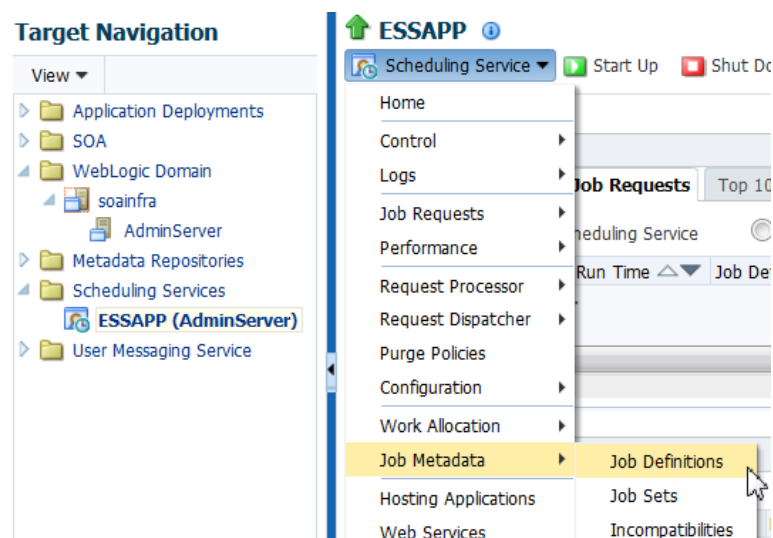 Target Navigation
View
Application Deployments
SOA
WebLogic Domain
soainfra
AdminServer
Metadata Repositories
Scheduling Services
ESSAPP (AdminServer)
User Messaging Service
ESSAPP
Scheduling Service
Start Up
Shut
Home
Control
Logs
Job Requests
Performance
Request Processor
Request Dispatcher
Purge Policies
Configuration
Work Allocation
Job Metadata
Hosting Applications
Web Services
Job Requests
Top 10
Service
Run Time
Job
Job Definitions
Job Sets
Incompatibilities